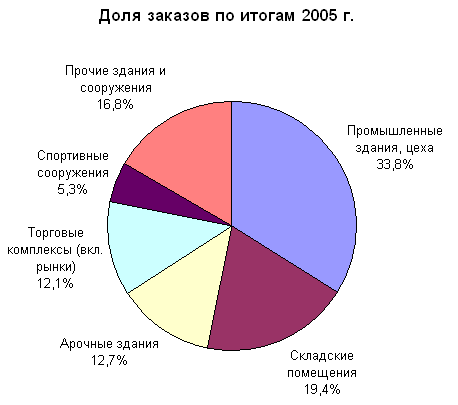 Доля заказов по итогам 2005 г.
Прочие здания и
сооружения
16,8%
Промышленные
здания, цеха
33,8%
Спортивные
сооружения
5,3%
Торговые
комплексы (вкл.
рынки)
12,1%
Арочные здания
12,7%
Складские
помещения
19,4%